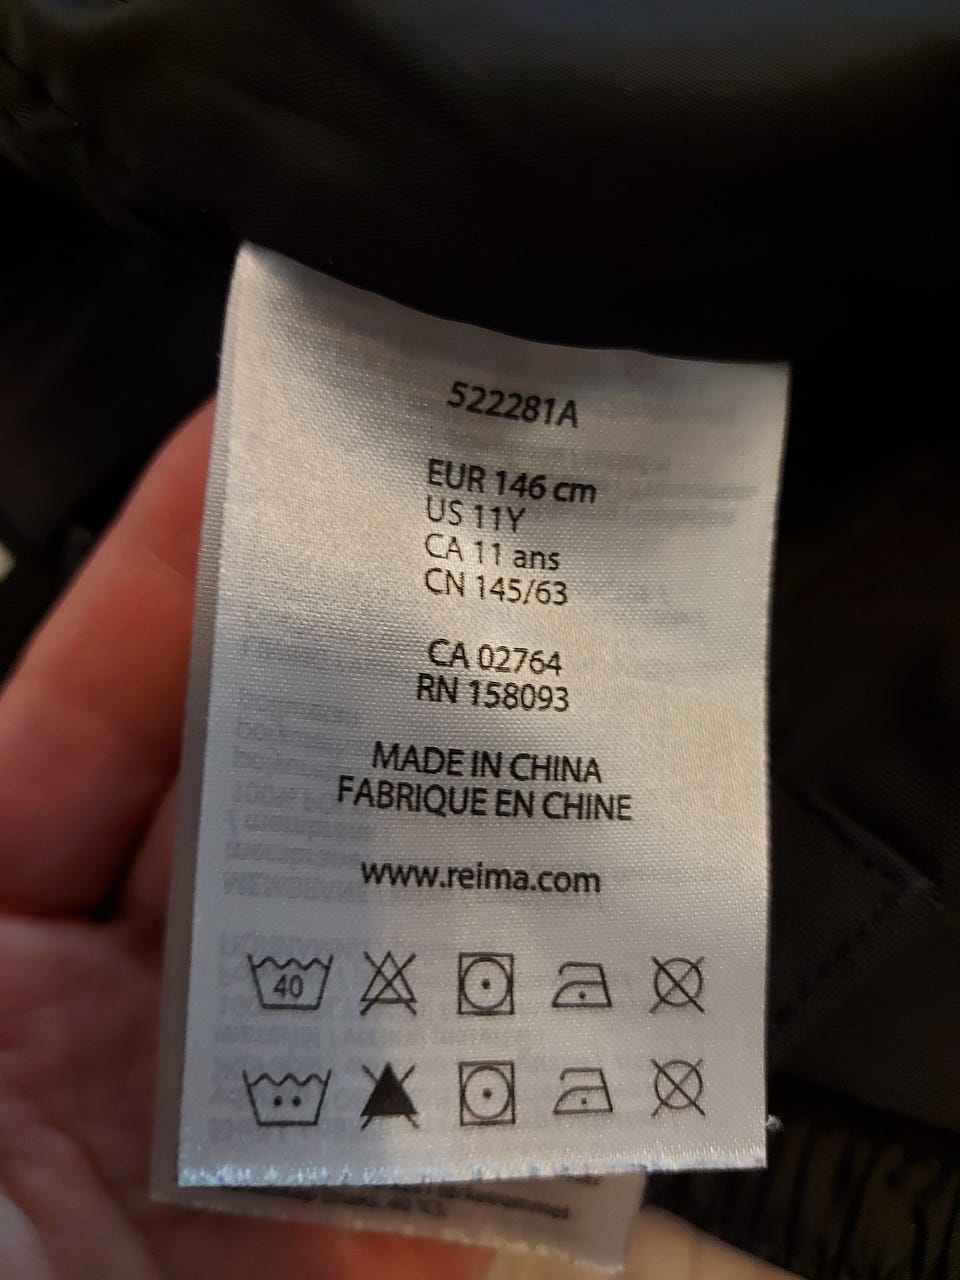 522281A
EUR 146 cm
US 11Y
CA 11 ans
CN 145/63
CA 02764
RN 158093
MADE IN CHINA
FABRIQUE EN CHINE
www.reima.com
40